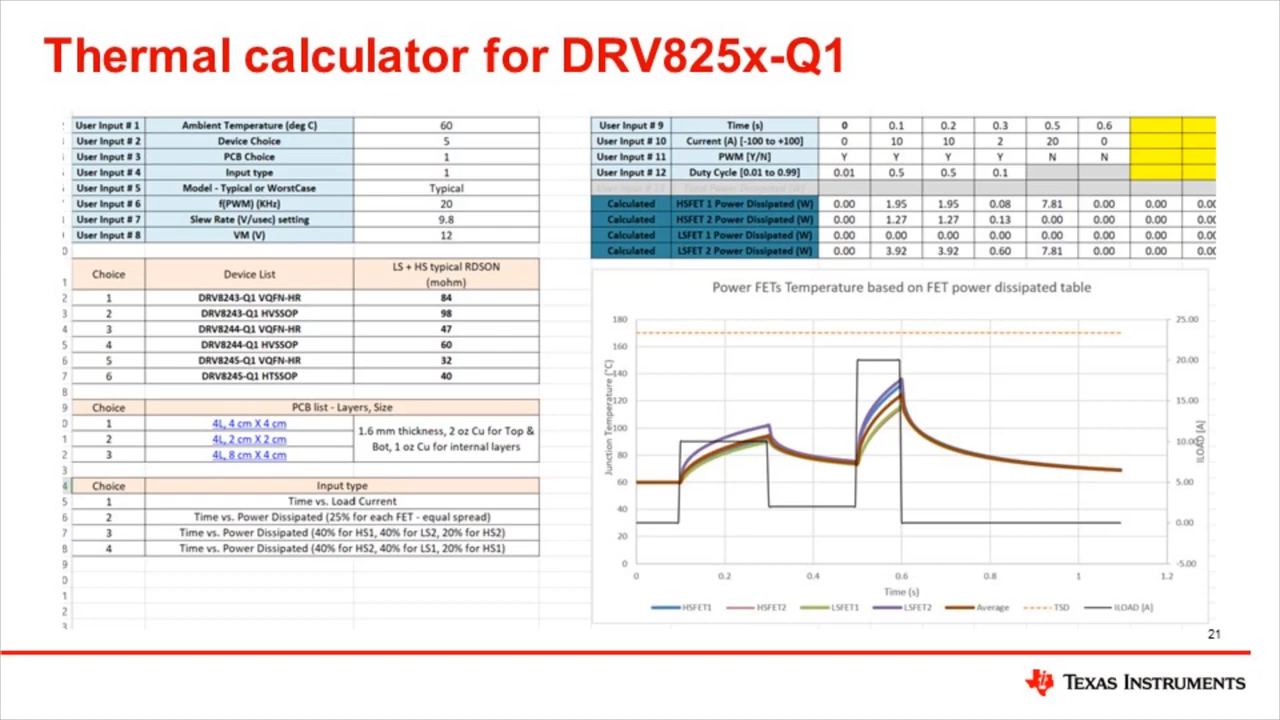 Thermal calculator for DRV825x-Q1
User Input # 1 Ambient Temperature (deg C) 60
User Input # 2 Device Choice 5
User Input # 3 PCB Choice 1
User Input # 4 Input type 1
User Input # 5 Model - Typical or WorstCase Typical
User Input # 6 f(PWM) (KHz) 20
User Input # 7 Slew Rate (V/usec) setting 9.8
User Input # 8 VM (V) 12
Choice Device List LS + HS typical RDSON
(mohm)
1 DRV8243-Q1 VQFN-HR 84
2 DRV8243-Q1 HVSSOP 98
3 DRV8244-Q1 VQFN-HR 47
4 DRV8244-Q1 HVSSOP 60
5 DRV8245-Q1 VQFN-HR 32
6 DRV8245-Q1 HTSSOP 40
Choice PCB list - Layers, Size
1 4L, 4 cm X 4 cm
2 4L, 2 cm X 2 cm
3 4L, 8 cm X 4 cm
1.6 mm thickness, 2 oz Cu for Top &
Bot, 1 oz Cu for internal layers
Choice Input type
1 Time vs. Load Current
2 Time vs. Power Dissipated (25% for each FET - equal spread)
3 Time vs. Power Dissipated (40% for HS1, 40% for LS2, 20% for HS2)
4 Time vs. Power Dissipated (40% for HS2, 40% for LS1, 20% for HS1)
User Input # 9 Time (s) 0 0.1 0.2 0.3 0.5 0.6
User Input # 10 Current (A) [-100 to +100] 0 10 10 2 20 0
User Input # 11 PWM [Y/N] Y Y Y Y N N
User Input # 12 Duty Cycle [0.01 to 0.99] 0.01 0.5 0.5 0.1
Calculated HSFET 1 Power Dissipated (W) 0.00 1.95 1.95 0.08 7.81 0.00 0.00
Calculated HSFET 2 Power Dissipated (W) 0.00 1.27 1.27 0.13 0.00 0.00 0.00
Calculated LSFET 1 Power Dissipated (W) 0.00 0.00 0.00 0.00 0.00 0.00 0.00
Calculated LSFET 2 Power Dissipated (W) 0.00 3.92 3.92 0.60 7.81 0.00 0.00
Power FETs Temperature based on FET power dissipated table
Junction Temperature (°C)
180
160
140
120
100
80
60
40
20
0
25.00
20.00
15.00
10.00
5.00
0.00
-5.00
ILOAD [A]
0 0.2 0.4 0.6 0.8 1 1.2
Time (s)
HSFET1 HSFET2 LSFET1 LSFET2 Average TSD ILOAD [A]
21
TEXAS INSTRUMENTS